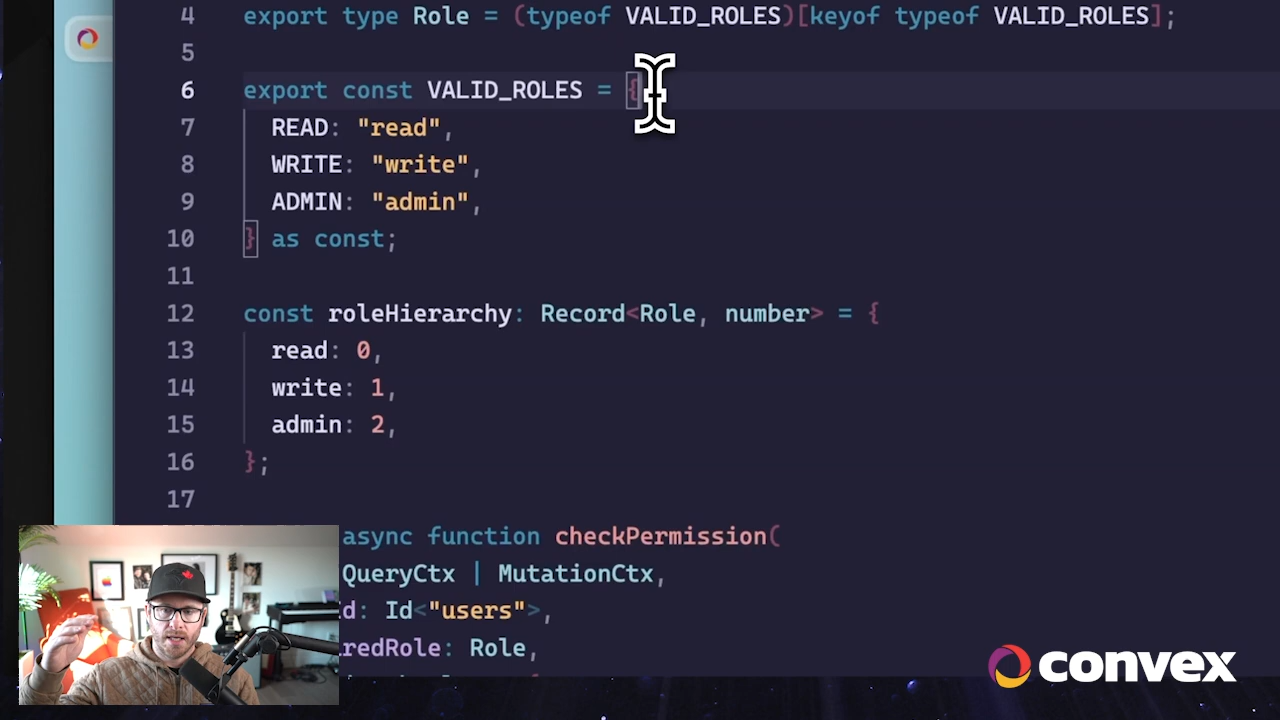 4 export type Role = (typeof VALID_ROLES)[keyof typeof VALID_ROLES];
5
6 export const VALID_ROLES = {
7 READ: "read",
8 WRITE: "write",
9 ADMIN: "admin",
10 } as const;
11
12 const roleHierarchy: Record<Role, number> = {
13 read: 0,
14 write: 1,
15 admin: 2,
16 };
17
async function checkPermission(
QueryCtx | MutationCtx,
d: Id<"users">,
redRole: Role,
convex